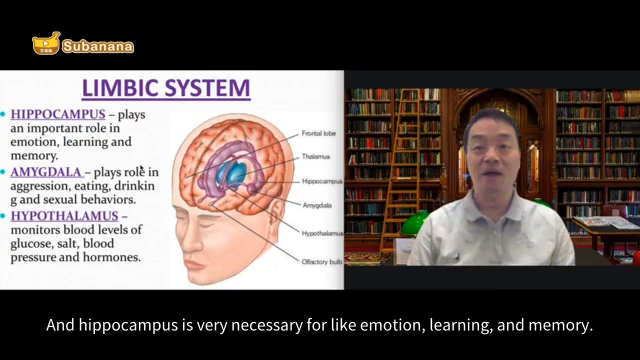 Subanana
LIMBIC SYSTEM
• HIPPOCAMPUS – plays
an important role in
emotion, learning and
memory.
• AMYGDALA – plays role in
aggression, eating, drinkin
g and sexual behaviors.
• HYPOTHALAMUS –
monitors blood levels of
glucose, salt, blood
pressure and hormones.
Frontal lobe
Thalamus
Hippocampus
Amygdala
Hypothalamus
Olfactory bulb
And hippocampus is very necessary for like emotion, learning, and memory.